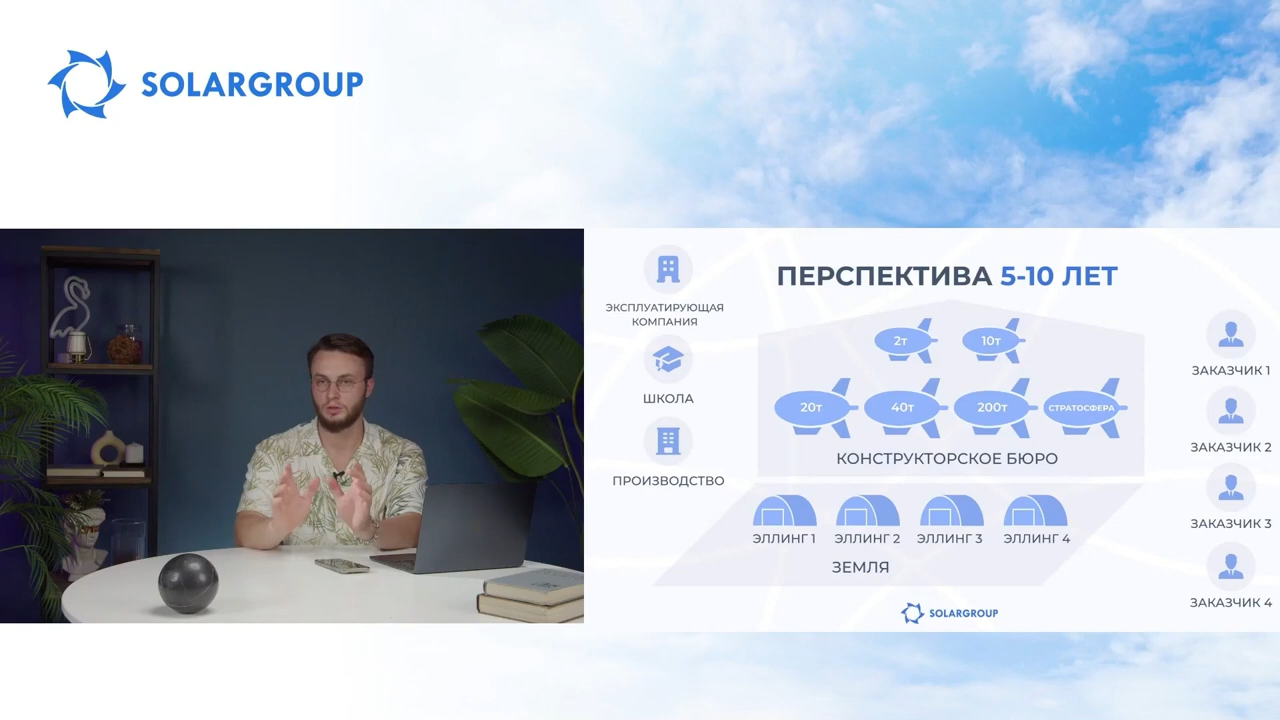 SOLARGROUP
ПЕРСПЕКТИВА 5-10 ЛЕТ
ЭКСПЛУАТИРУЮЩАЯ
КОМПАНИЯ
ШКОЛА
ПРОИЗВОДСТВО
2т
10т
20т
40т
200т
СТРАТОСФЕРА
КОНСТРУКТОРСКОЕ БЮРО
ЭЛЛИНГ 1
ЭЛЛИНГ 2
ЭЛЛИНГ 3
ЭЛЛИНГ 4
ЗЕМЛЯ
ЗАКАЗЧИК 1
ЗАКАЗЧИК 2
ЗАКАЗЧИК 3
ЗАКАЗЧИК 4
SOLARGROUP